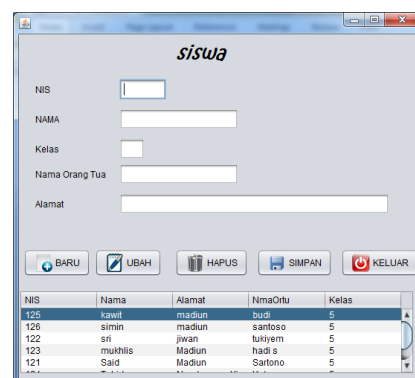 siswa
NIS
NAMA
Kelas
Nama Orang Tua
Alamat
BARU UBAH HAPUS SIMPAN KELUAR
NIS Nama Alamat NmaOrtu Kelas
125 kawit madiun budi 5
126 simin madiun santoso 5
122 sri jiwan tukiyem 5
123 mukhlis Madiun hadi s 5
121 Said Madiun Sartono 5